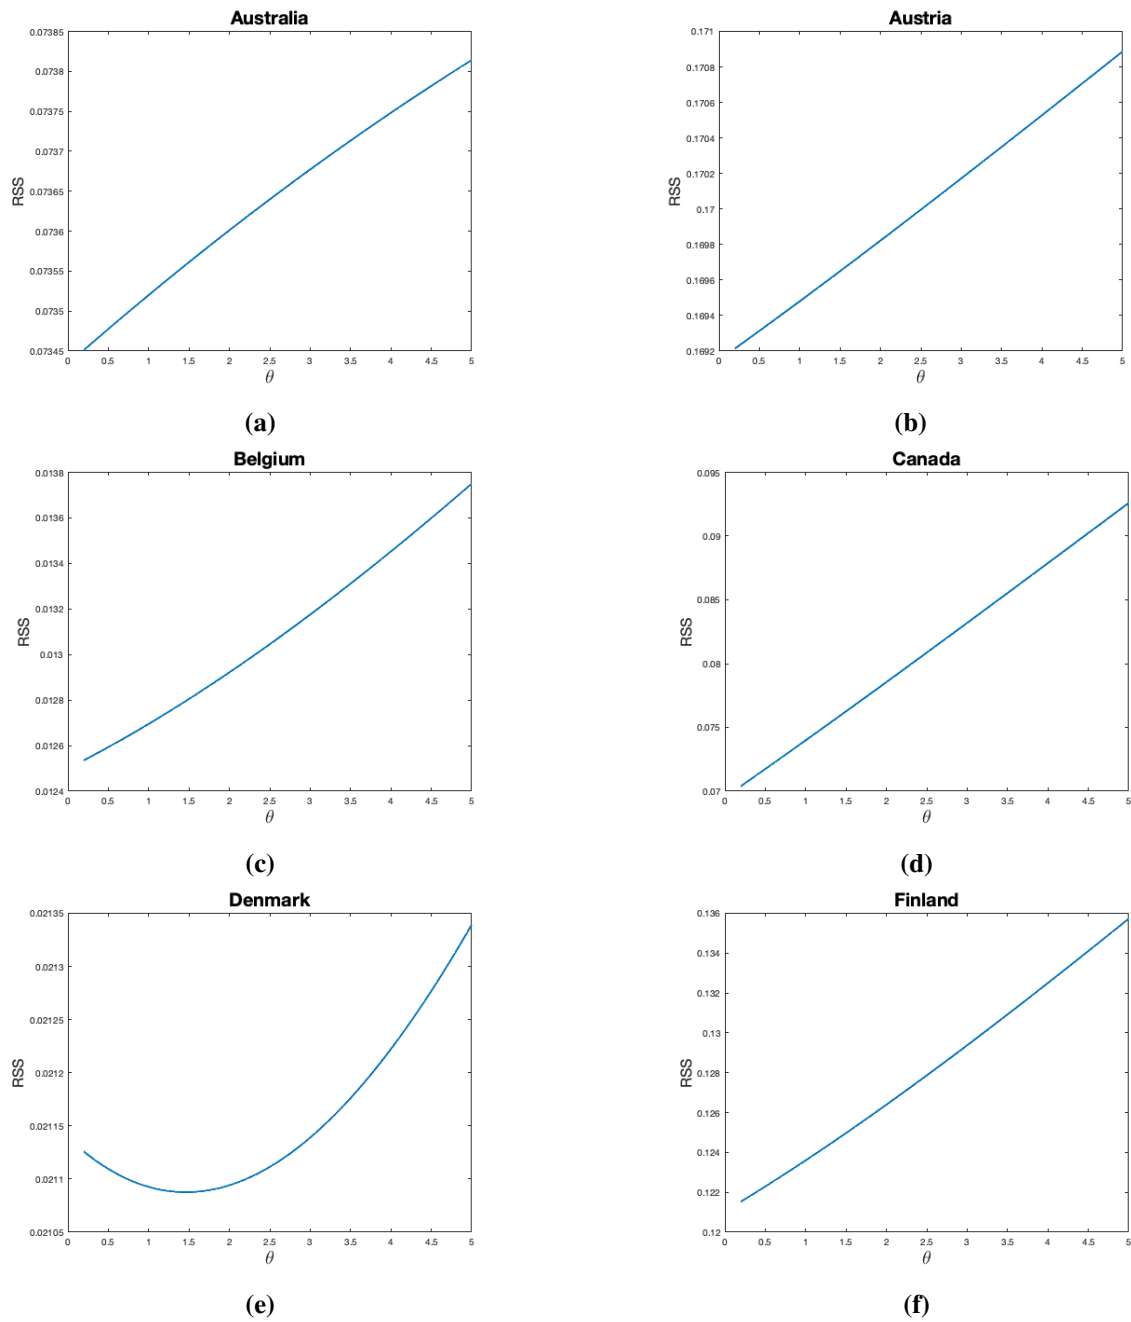 Australia
0.07385
0.0738
0.07375
0.0737
0.07365
0.0736
0.07355
0.0735
0.07345
RSS
0 0.5 1 1.5 2 2.5 3 3.5 4 4.5 5
θ
(a)
Austria
0.171
0.1708
0.1706
0.1704
0.1702
0.17
0.1698
0.1696
0.1694
0.1692
RSS
0 0.5 1 1.5 2 2.5 3 3.5 4 4.5 5
θ
(b)
Belgium
0.0138
0.0136
0.0134
0.0132
0.013
0.0128
0.0126
0.0124
RSS
0 0.5 1 1.5 2 2.5 3 3.5 4 4.5 5
θ
(c)
Canada
0.095
0.09
0.085
0.08
0.075
0.07
RSS
0 0.5 1 1.5 2 2.5 3 3.5 4 4.5 5
θ
(d)
Denmark
0.02135
0.0213
0.02125
0.0212
0.02115
0.0211
0.02105
RSS
0 0.5 1 1.5 2 2.5 3 3.5 4 4.5 5
θ
(e)
Finland
0.136
0.134
0.132
0.13
0.128
0.126
0.124
0.122
0.12
RSS
0 0.5 1 1.5 2 2.5 3 3.5 4 4.5 5
θ
(f)